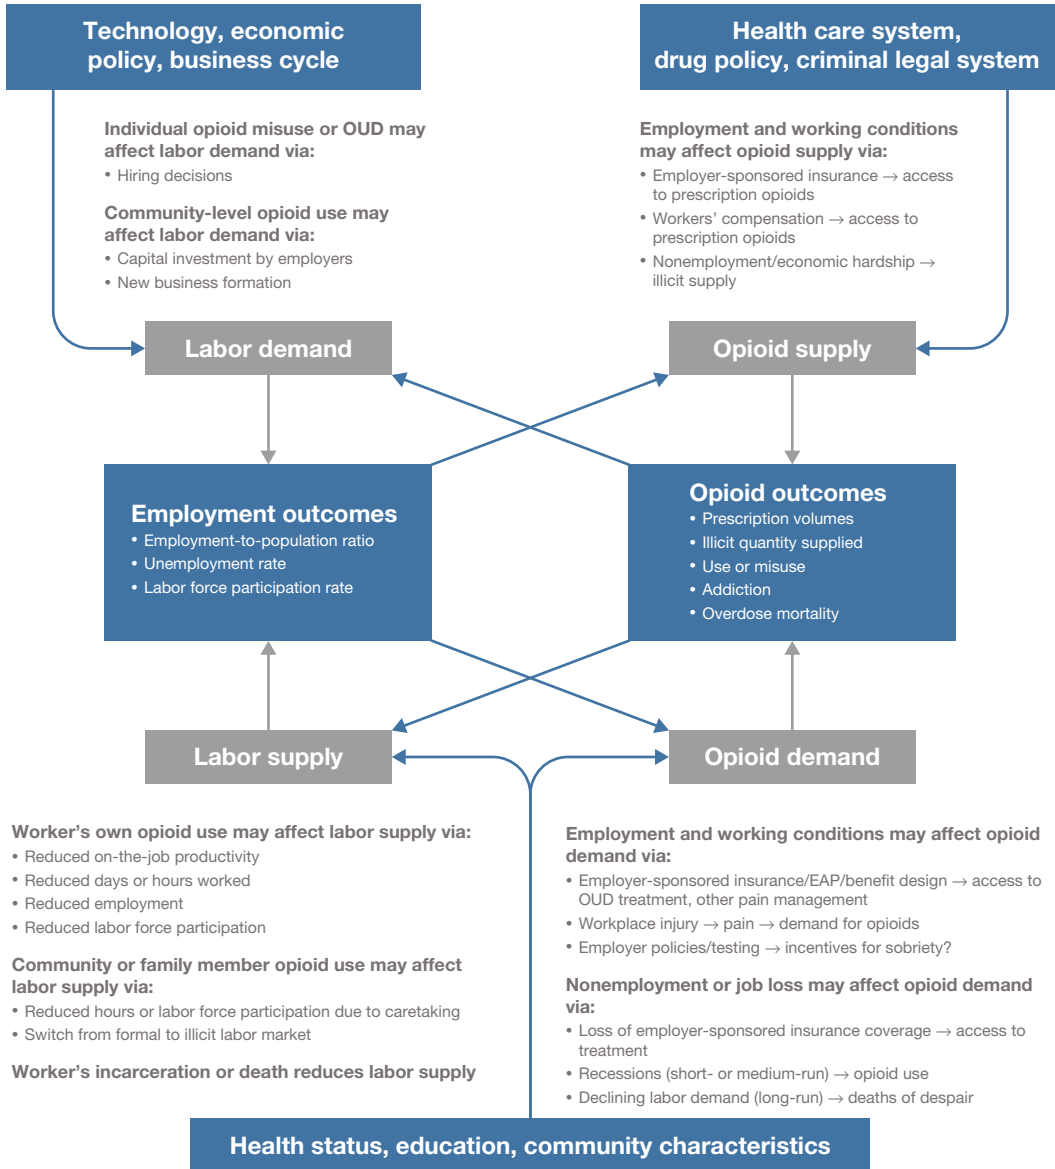 Technology, economic
policy, business cycle
Health care system,
drug policy, criminal legal system
Individual opioid misuse or OUD may
affect labor demand via:
• Hiring decisions
Community-level opioid use may
affect labor demand via:
• Capital investment by employers
• New business formation
Employment and working conditions
may affect opioid supply via:
• Employer-sponsored insurance → access
to prescription opioids
• Workers’ compensation → access to
prescription opioids
• Nonemployment/economic hardship →
illicit supply
Labor demand
Opioid supply
Employment outcomes
• Employment-to-population ratio
• Unemployment rate
• Labor force participation rate
Opioid outcomes
• Prescription volumes
• Illicit quantity supplied
• Use or misuse
• Addiction
• Overdose mortality
Labor supply
Opioid demand
Worker’s own opioid use may affect labor supply via:
• Reduced on-the-job productivity
• Reduced days or hours worked
• Reduced employment
• Reduced labor force participation
Community or family member opioid use may affect
labor supply via:
• Reduced hours or labor force participation due to caretaking
• Switch from formal to illicit labor market
Worker’s incarceration or death reduces labor supply
Employment and working conditions may affect opioid
demand via:
• Employer-sponsored insurance/EAP/benefit design → access to
OUD treatment, other pain management
• Workplace injury → pain → demand for opioids
• Employer policies/testing → incentives for sobriety?
Nonemployment or job loss may affect opioid demand
via:
• Loss of employer-sponsored insurance coverage → access to
treatment
• Recessions (short- or medium-run) → opioid use
• Declining labor demand (long-run) → deaths of despair
Health status, education, community characteristics